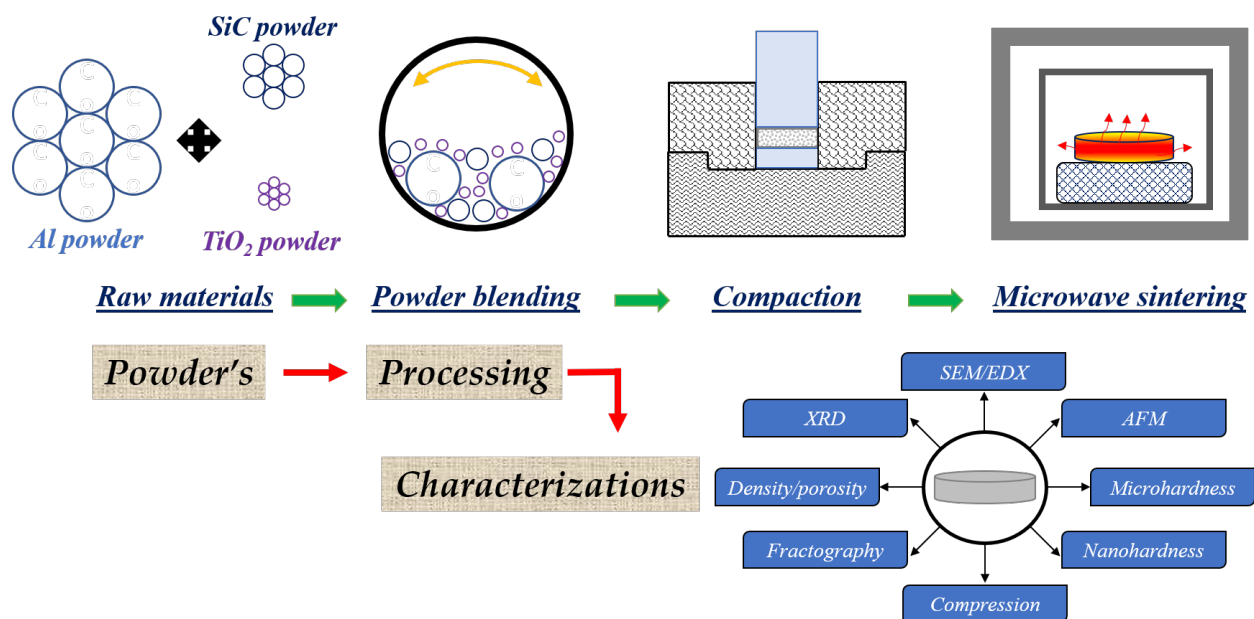 SiC powder
Al powder
TiO₂ powder
Raw materials
Powder blending
Compaction
Microwave sintering
Powder's
Processing
Characterizations
SEM/EDX
XRD
AFM
Density/porosity
Microhardness
Fractography
Nanohardness
Compression